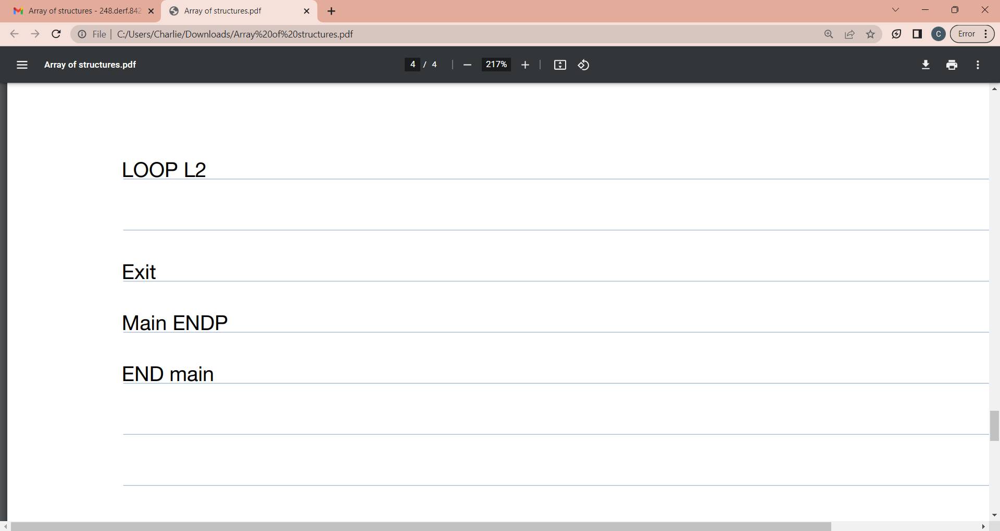 Array of structures - 248.derf.842
Array of structures.pdf
File
C:/Users/Charlie/Downloads/Array%20of%20structures.pdf
C
Error
Array of structures.pdf
4 / 4
217%
LOOP L2
Exit
Main ENDP
END main